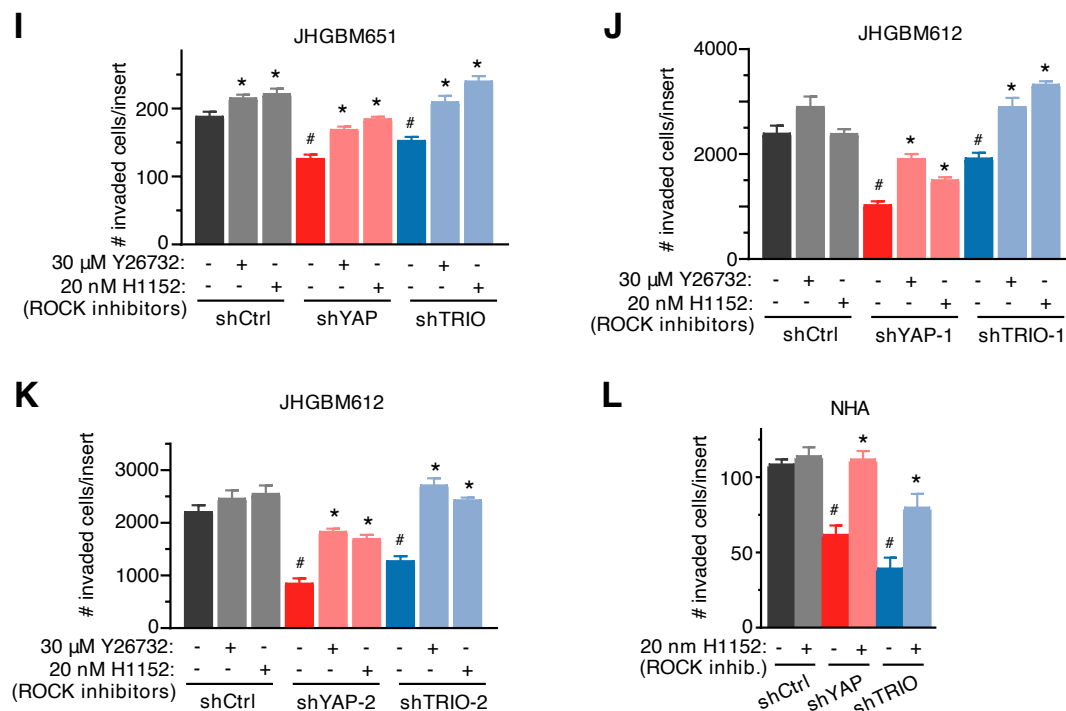 I
JHGBM651
# invaded cells/insert
200
100
0
* * # * * # * *
30 µM Y26732: - + - - + - - + -
20 nM H1152: - - + - - + - - +
(ROCK inhibitors)
shCtrl shYAP shTRIO
J
JHGBM612
# invaded cells/insert
4000
2000
0
# * * # * *
30 µM Y26732: - + - - + - - + -
20 nM H1152: - - + - - + - - +
(ROCK inhibitors)
shCtrl shYAP-1 shTRIO-1
K
JHGBM612
# invaded cells/insert
3000
2000
1000
0
# * * # * *
30 µM Y26732: - + - - + - - + -
20 nM H1152: - - + - - + - - +
(ROCK inhibitors)
shCtrl shYAP-2 shTRIO-2
L
NHA
# invaded cells/insert
100
50
0
# * # *
20 nm H1152: - + - + - +
(ROCK inhib.)
shCtrl shYAP shTRIO